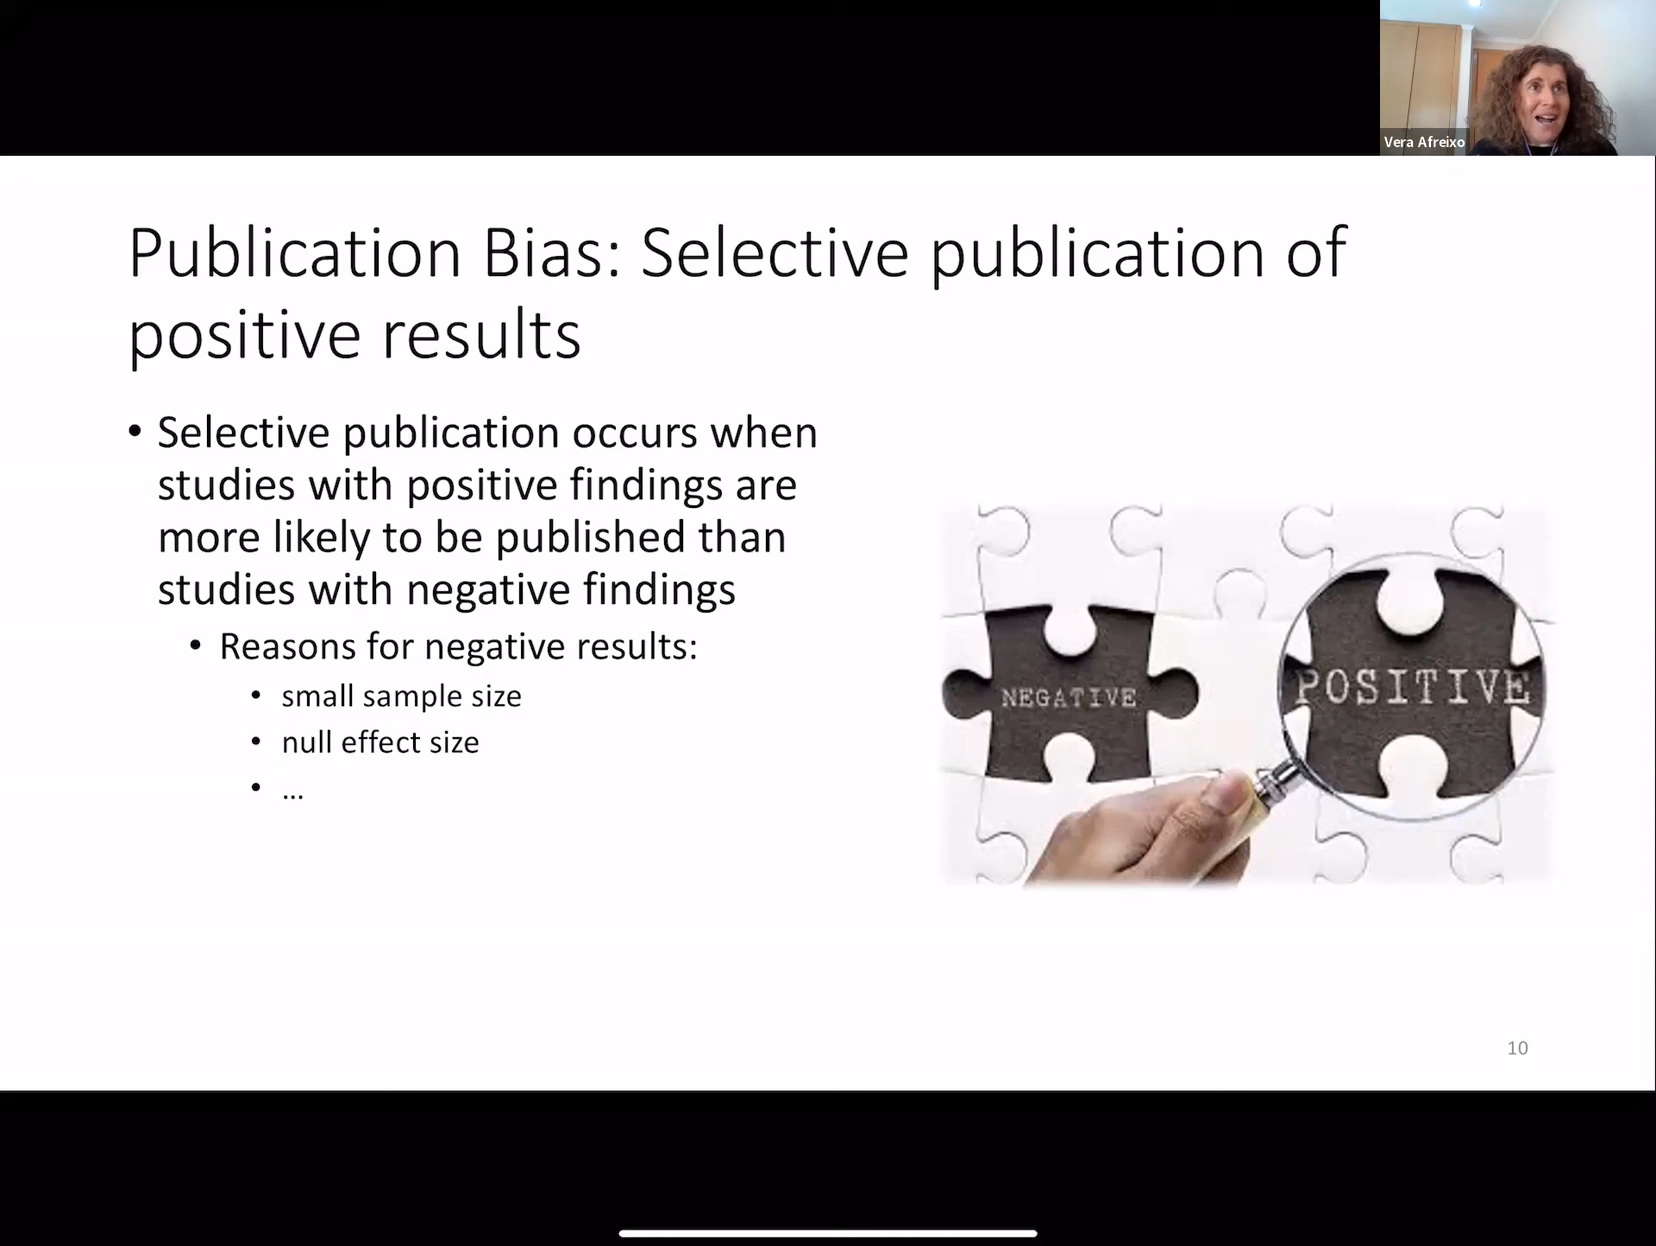 Vera Afreixo
Publication Bias: Selective publication of
positive results
• Selective publication occurs when
studies with positive findings are
more likely to be published than
studies with negative findings
• Reasons for negative results:
• small sample size
• null effect size
• ...
NEGATIVE
POSITIVE
10